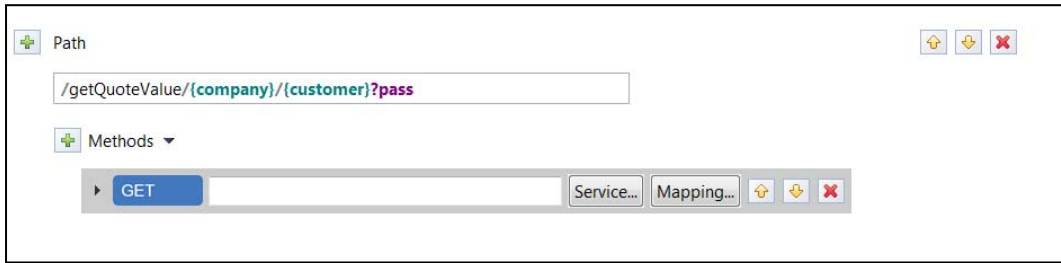 Path
/getQuoteValue/{company}/{customer}?pass
Methods
GET Service... Mapping...